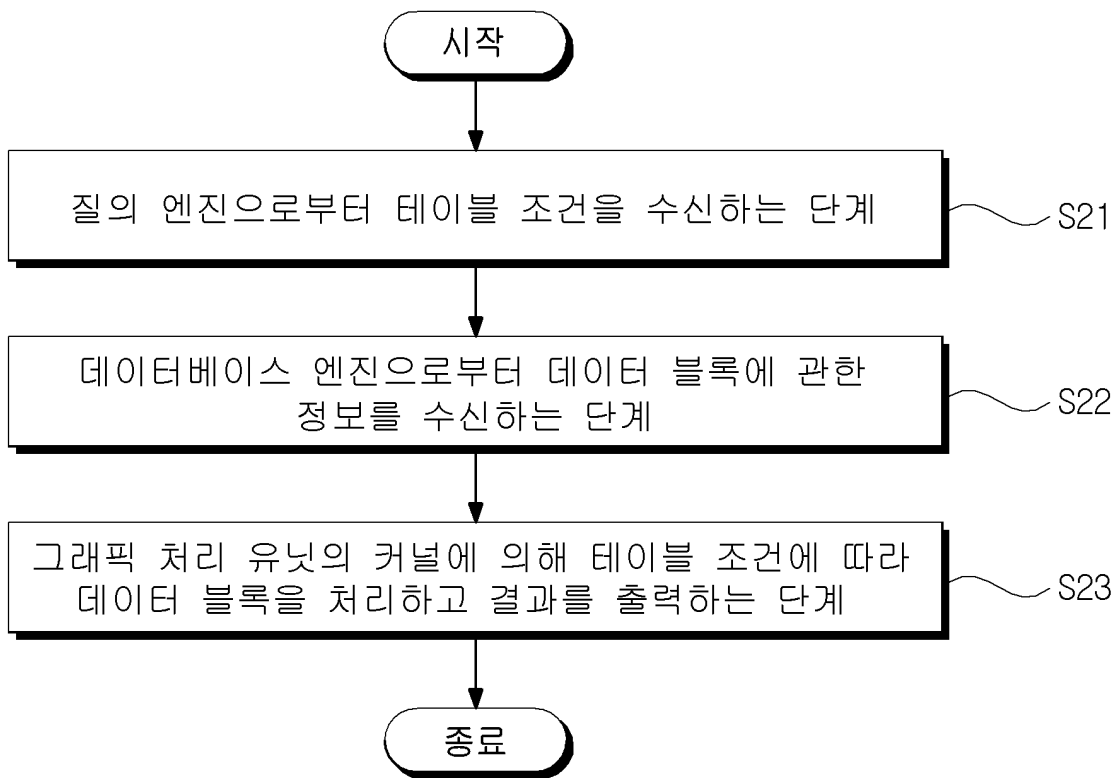 시작
질의 엔진으로부터 테이블 조건을 수신하는 단계
S21
데이터베이스 엔진으로부터 데이터 블록에 관한
정보를 수신하는 단계
S22
그래픽 처리 유닛의 커널에 의해 테이블 조건에 따라
데이터 블록을 처리하고 결과를 출력하는 단계
S23
종료